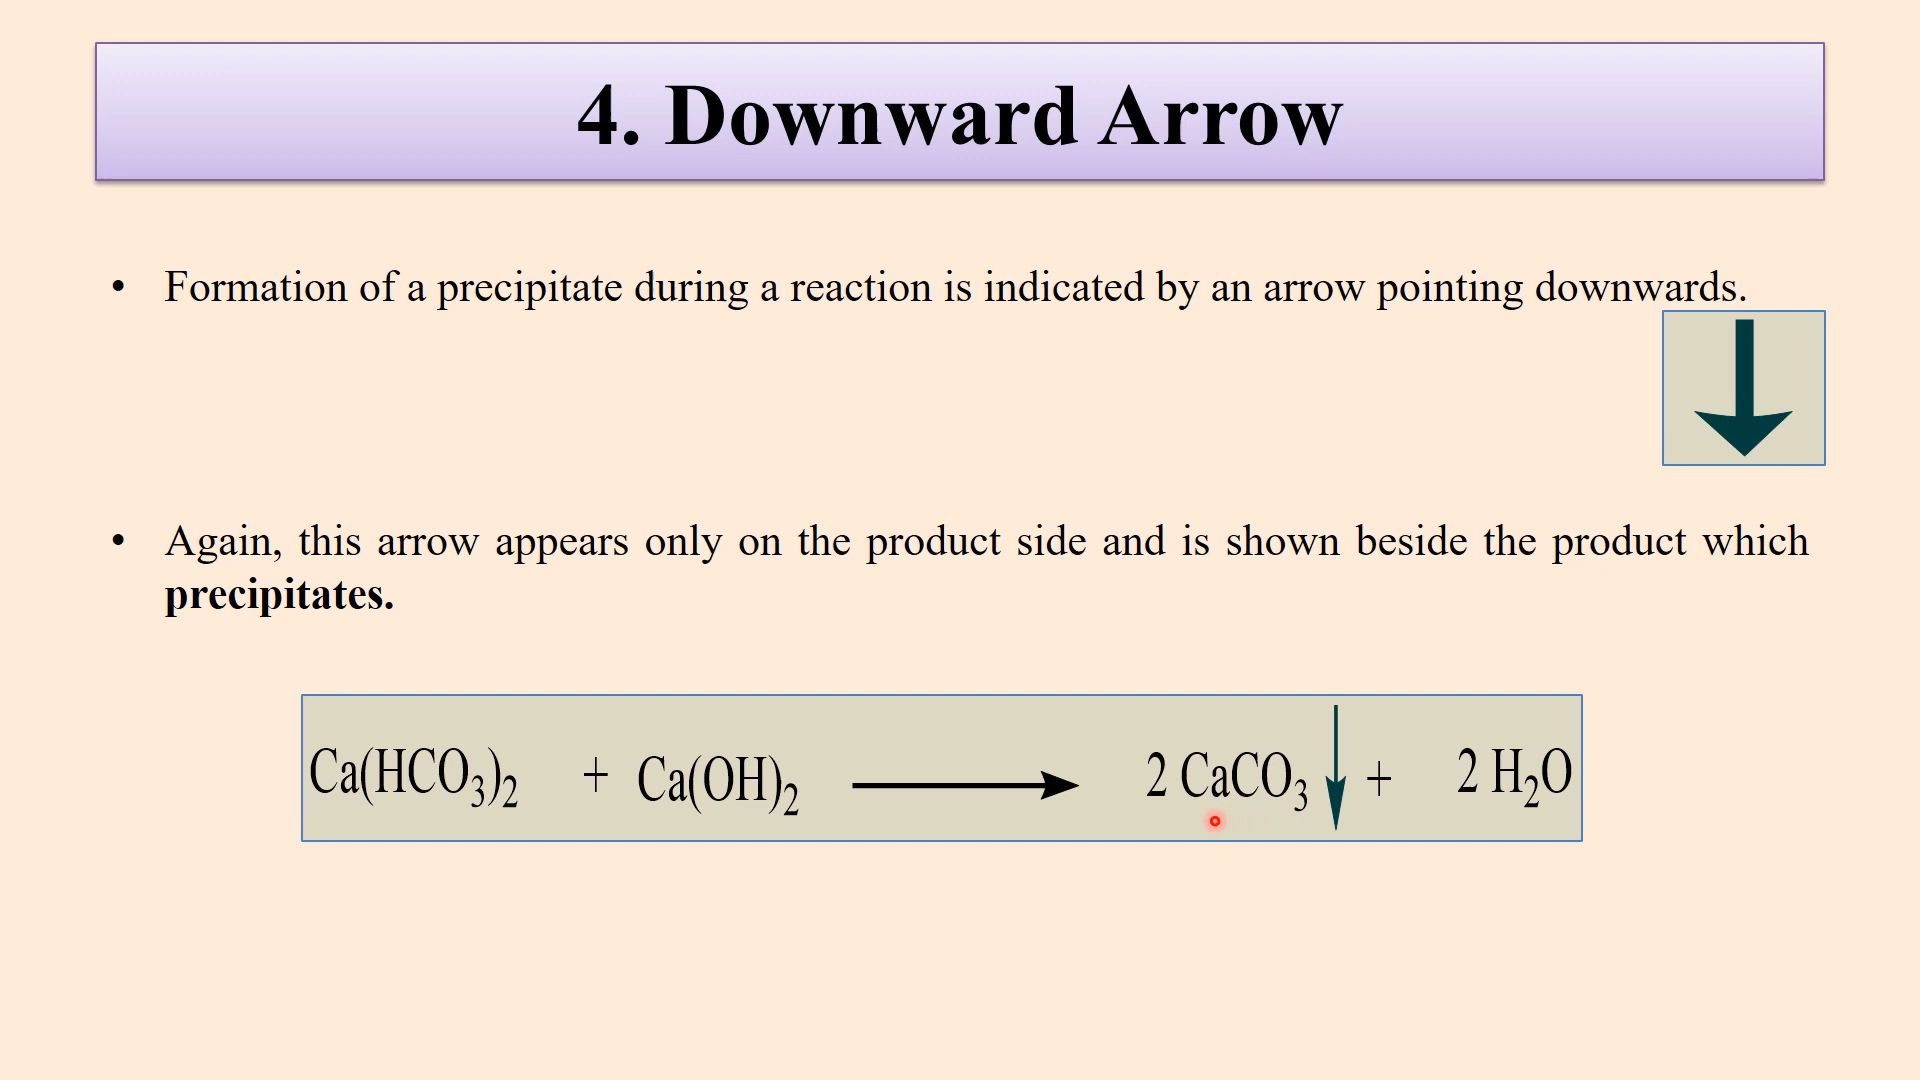 4. Downward Arrow
• Formation of a precipitate during a reaction is indicated by an arrow pointing downwards.
• Again, this arrow appears only on the product side and is shown beside the product which
precipitates.
Ca(HCO₃)₂ + Ca(OH)₂ ⟶ 2 CaCO₃ ↓ + 2 H₂O